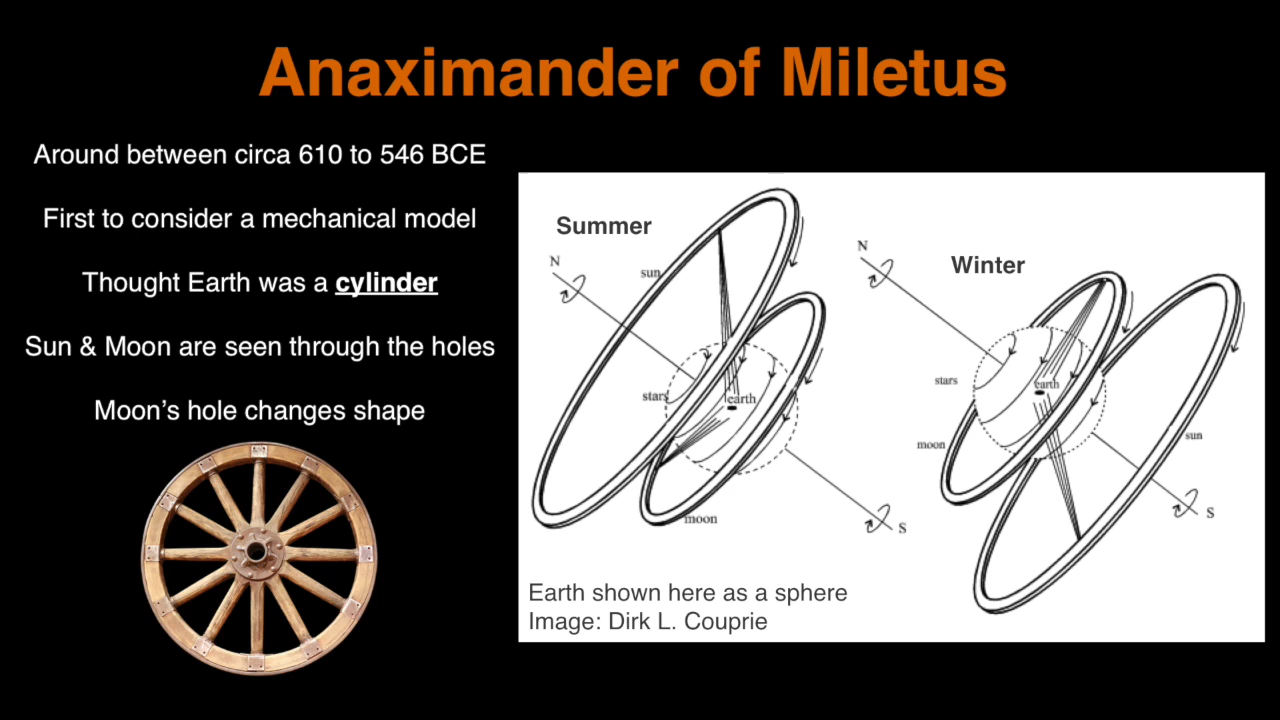 Anaximander of Miletus
Around between circa 610 to 546 BCE
First to consider a mechanical model
Thought Earth was a cylinder
Sun & Moon are seen through the holes
Moon's hole changes shape
Summer
N
sun
stars
earth
moon
S
Winter
N
stars
earth
moon
sun
S
Earth shown here as a sphere
Image: Dirk L. Couprie